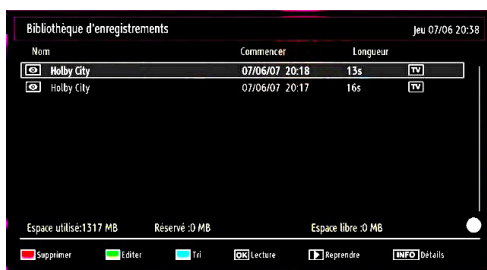 Bibliothèque d'enregistrements Jeu 07/06 20:38
Nom Commencer Longueur
Holby City 07/06/07 20:18 13s TV
Holby City 07/06/07 20:17 16s TV
Espace utilisé:1317 MB Réservé :0 MB Espace libre :0 MB
Supprimer Editer Tri OK Lecture Reprendre INFO Détails